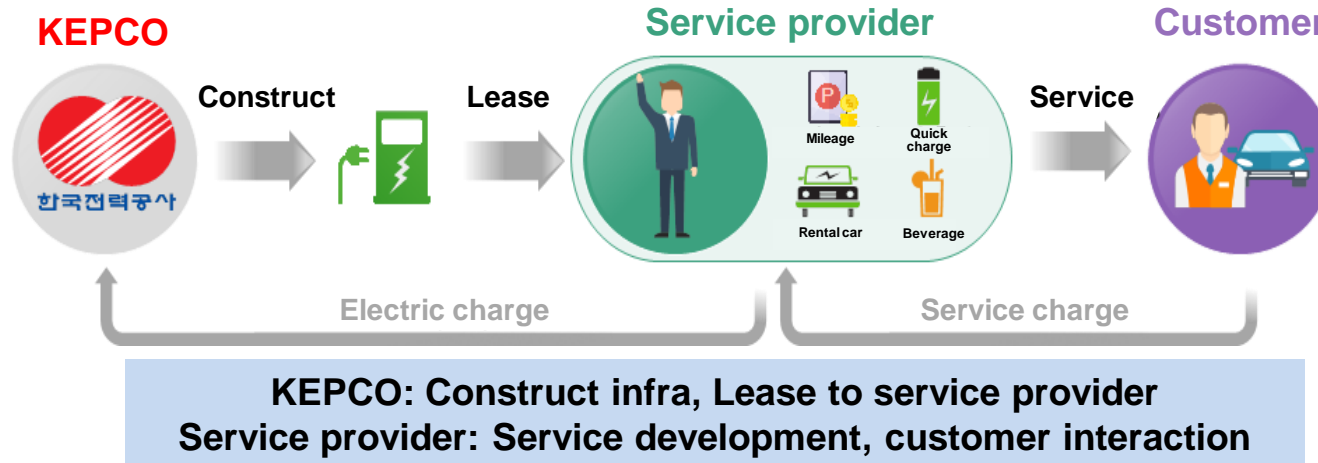 KEPCO
Service provider
Customer
Construct
Lease
Service
한국전력공사
P
Mileage
Quick
charge
Rental car
Beverage
Electric charge
Service charge
KEPCO: Construct infra, Lease to service provider
Service provider: Service development, customer interaction